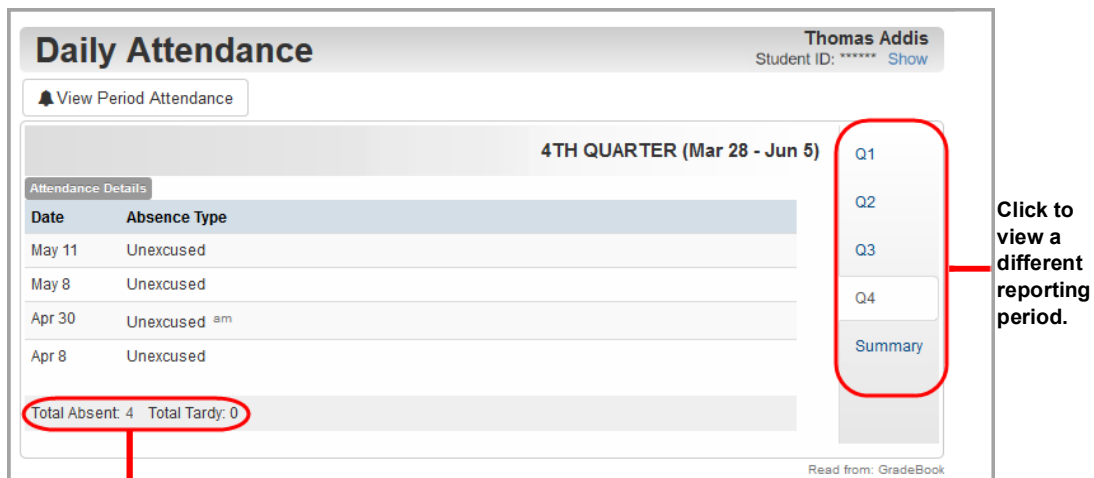 Daily Attendance
Thomas Addis
Student ID: ****** Show
View Period Attendance
4TH QUARTER (Mar 28 - Jun 5)
Attendance Details
Date Absence Type
May 11 Unexcused
May 8 Unexcused
Apr 30 Unexcused am
Apr 8 Unexcused
Total Absent: 4 Total Tardy: 0
Q1
Q2
Q3
Q4
Summary
Read from: GradeBook
Click to
view a
different
reporting
period.